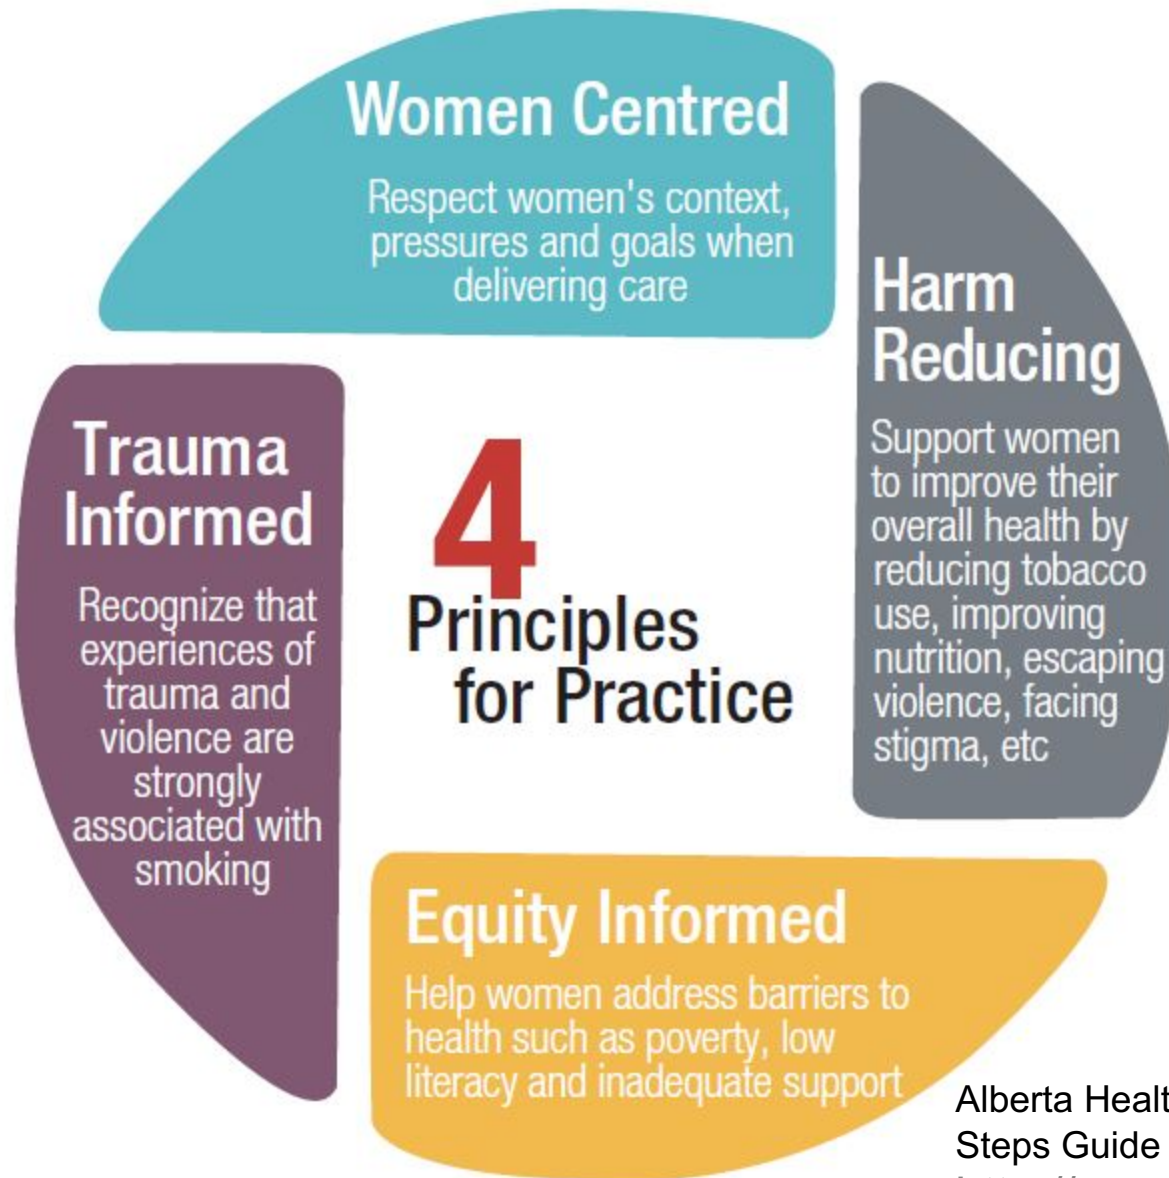 Women Centred
Respect women's context,
pressures and goals when
delivering care
Harm
Reducing
Support women
to improve their
overall health by
reducing tobacco
use, improving
nutrition, escaping
violence, facing
stigma, etc
Trauma
Informed
Recognize that
experiences of
trauma and
violence are
strongly
associated with
smoking
4
Principles
for Practice
Equity Informed
Help women address barriers to
health such as poverty, low
literacy and inadequate support
Alberta
Steps Guide